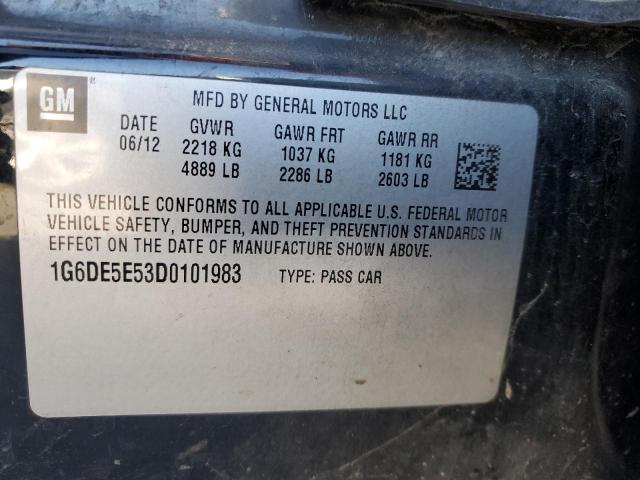 GM
®
MFD BY GENERAL MOTORS LLC
DATE GVWR GAWR FRT GAWR RR
06/12 2218 KG 1037 KG 1181 KG
4889 LB 2286 LB 2603 LB
THIS VEHICLE CONFORMS TO ALL APPLICABLE U.S. FEDERAL MOTOR
VEHICLE SAFETY, BUMPER, AND THEFT PREVENTION STANDARDS IN
EFFECT ON THE DATE OF MANUFACTURE SHOWN ABOVE.
1G6DE5E53D0101983 TYPE: PASS CAR